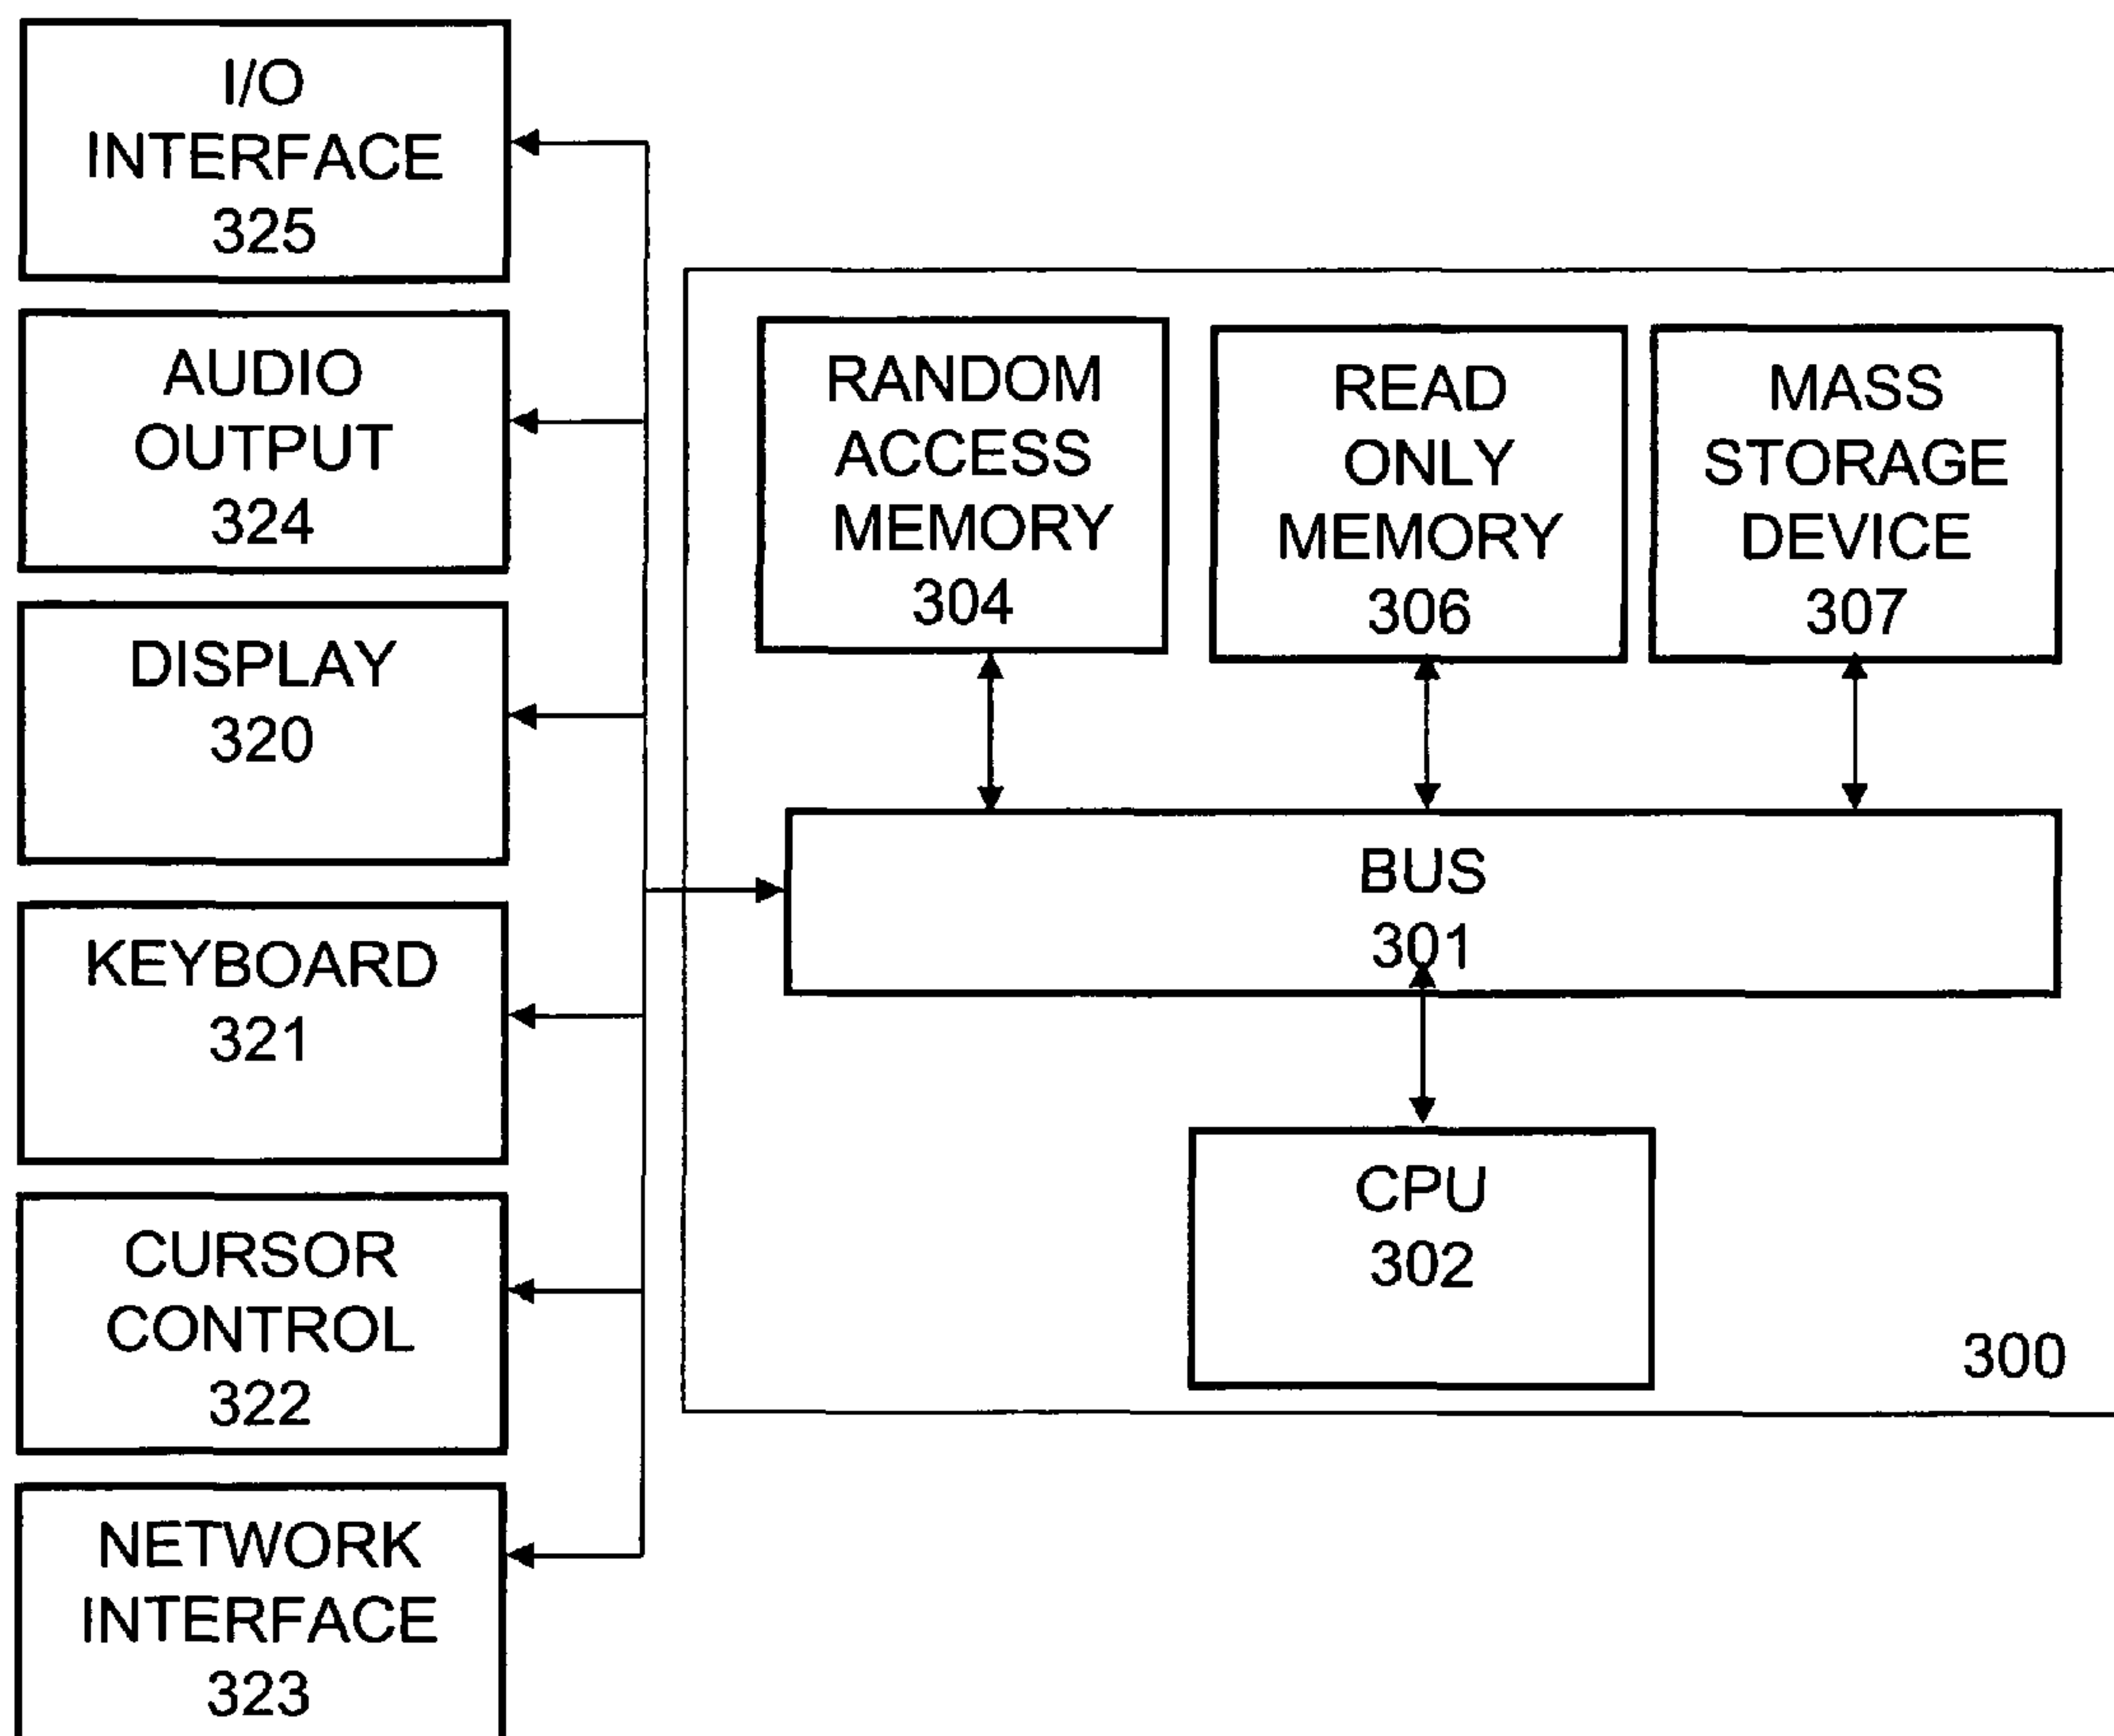 I/O
INTERFACE
325
AUDIO
OUTPUT
324
DISPLAY
320
KEYBOARD
321
CURSOR
CONTROL
322
NETWORK
INTERFACE
323
RANDOM
ACCESS
MEMORY
304
READ
ONLY
MEMORY
306
MASS
STORAGE
DEVICE
307
BUS
301
CPU
302
300